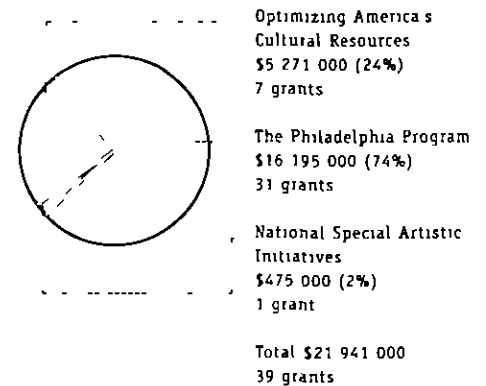 Optimizing America s
Cultural Resources
$5 271 000 (24%)
7 grants
The Philadelphia Program
$16 195 000 (74%)
31 grants
National Special Artistic
Initiatives
$475 000 (2%)
1 grant
Total $21 941 000
39 grants